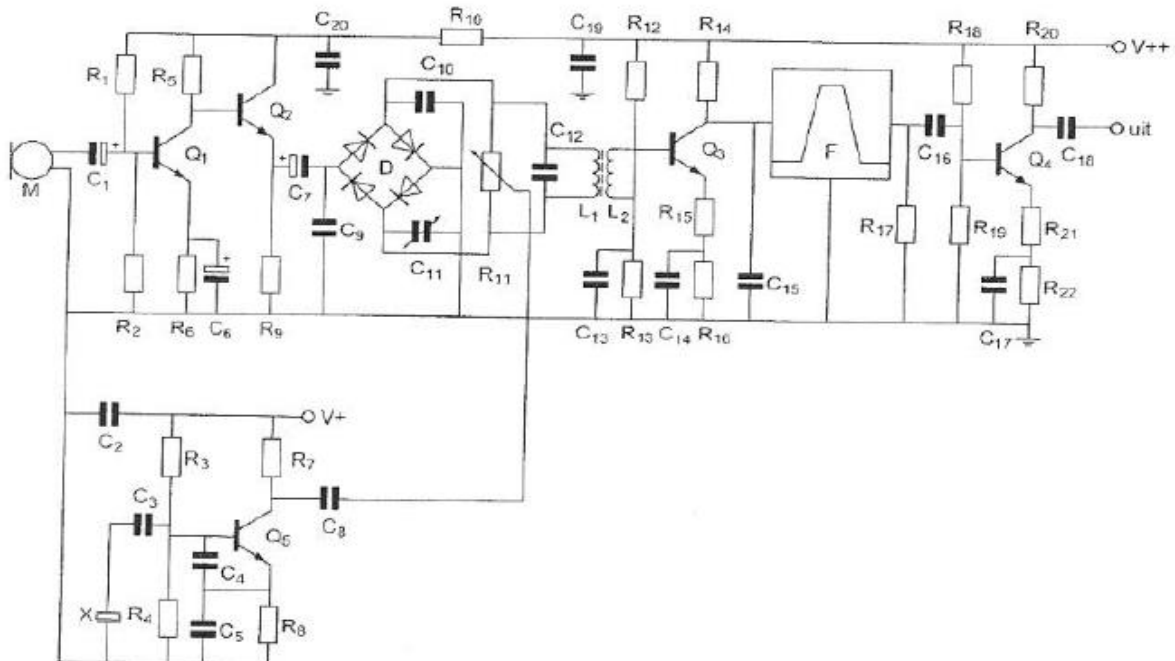 C20 R10 C19 R12 R14 R18 R20
V++
R1 R5 C10
Q2 C12
uit
C1 Q1 C7 D Q3 F C16 Q4 C18
M
L1 L2
R15
C9 R17 R19 R21
C11 R11
C15 R22
R2 R6 C6 R9 C13 R13 C14 R16 C17
V+
C2
R3 R7
C3
C8
Q5
C4
X R4
C5 R8